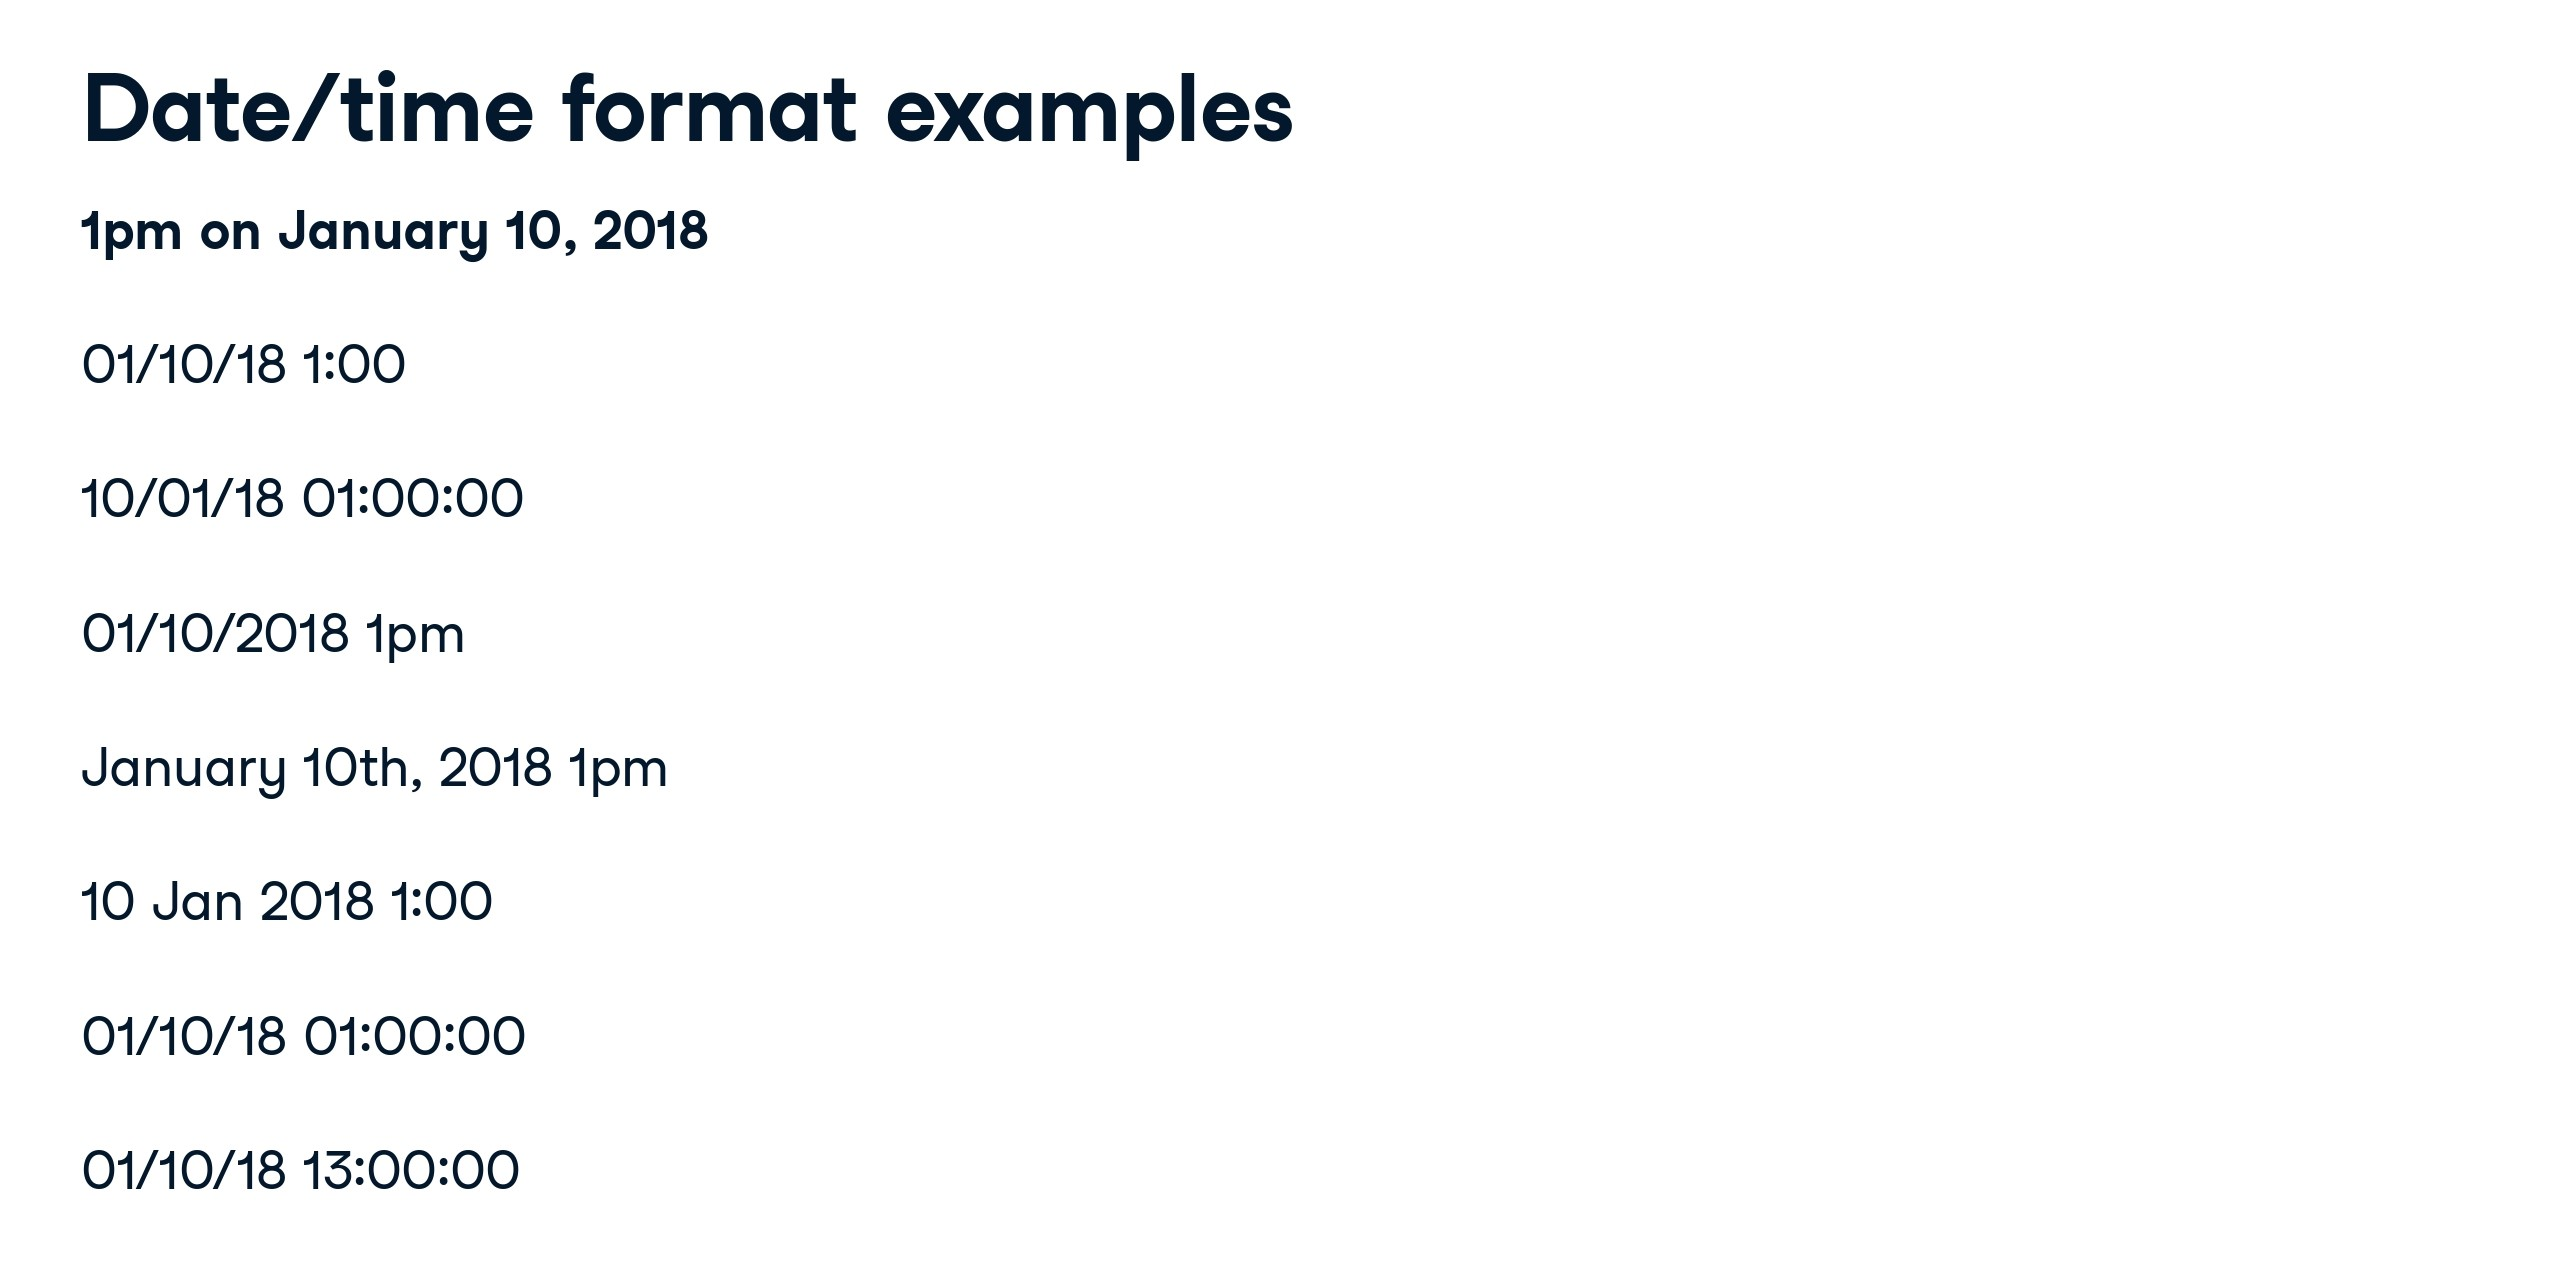 Date/time format examples
1pm on January 10, 2018
01/10/18 1:00
10/01/18 01:00:00
01/10/2018 1pm
January 10th, 2018 1pm
10 Jan 2018 1:00
01/10/18 01:00:00
01/10/18 13:00:00